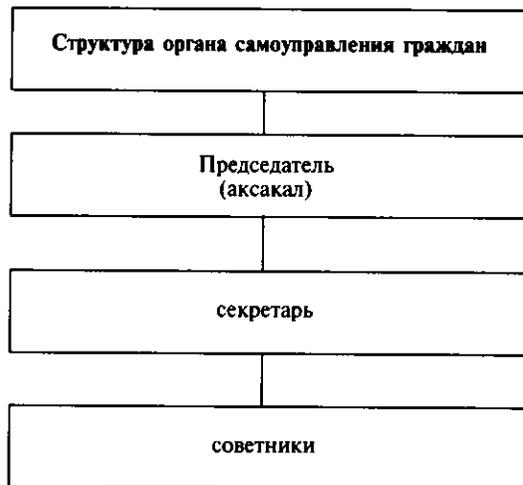 Структура органа самоуправления граждан
Председатель
(аксакал)
секретарь
советники